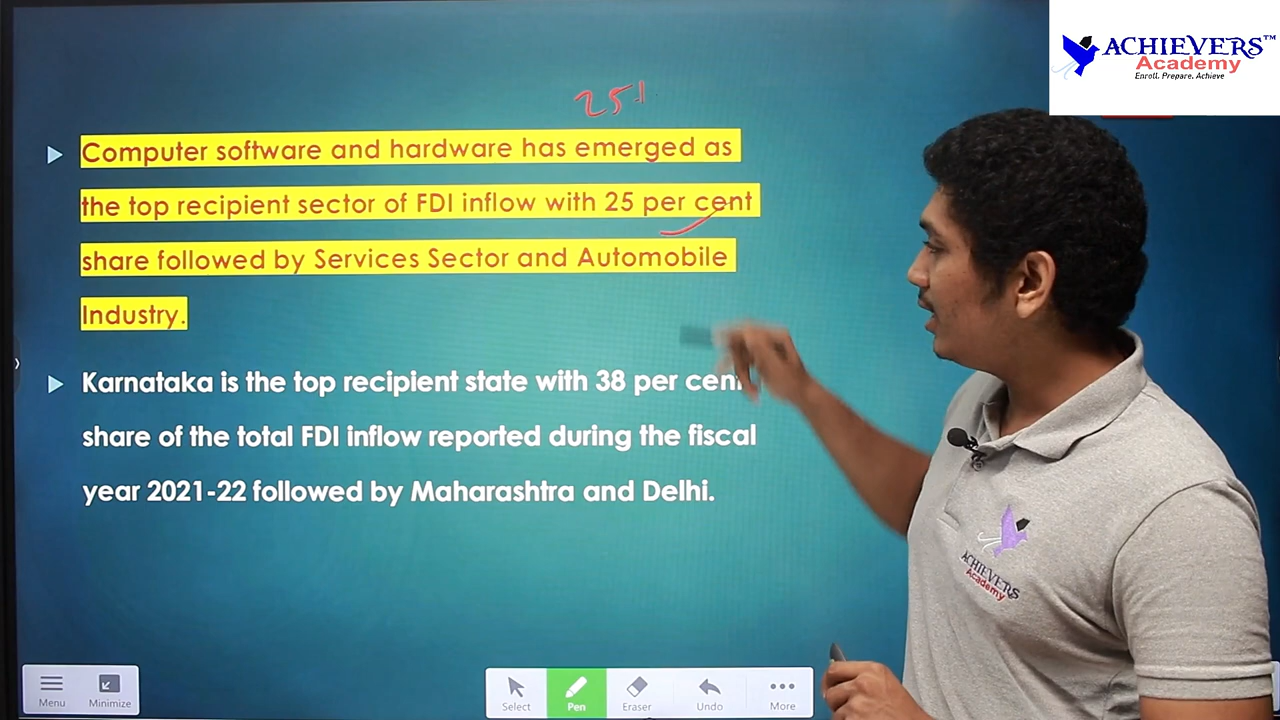 ACHIEVERS™
Academy
Enroll. Prepare. Achieve
25%
Computer software and hardware has emerged as
the top recipient sector of FDI inflow with 25 per cent
share followed by Services Sector and Automobile
Industry.
Karnataka is the top recipient state with 38 per cent
share of the total FDI inflow reported during the fiscal
year 2021-22 followed by Maharashtra and Delhi.
ACHIEVERS
Academy
Menu
Minimize
Select
Pen
Eraser
Undo
More